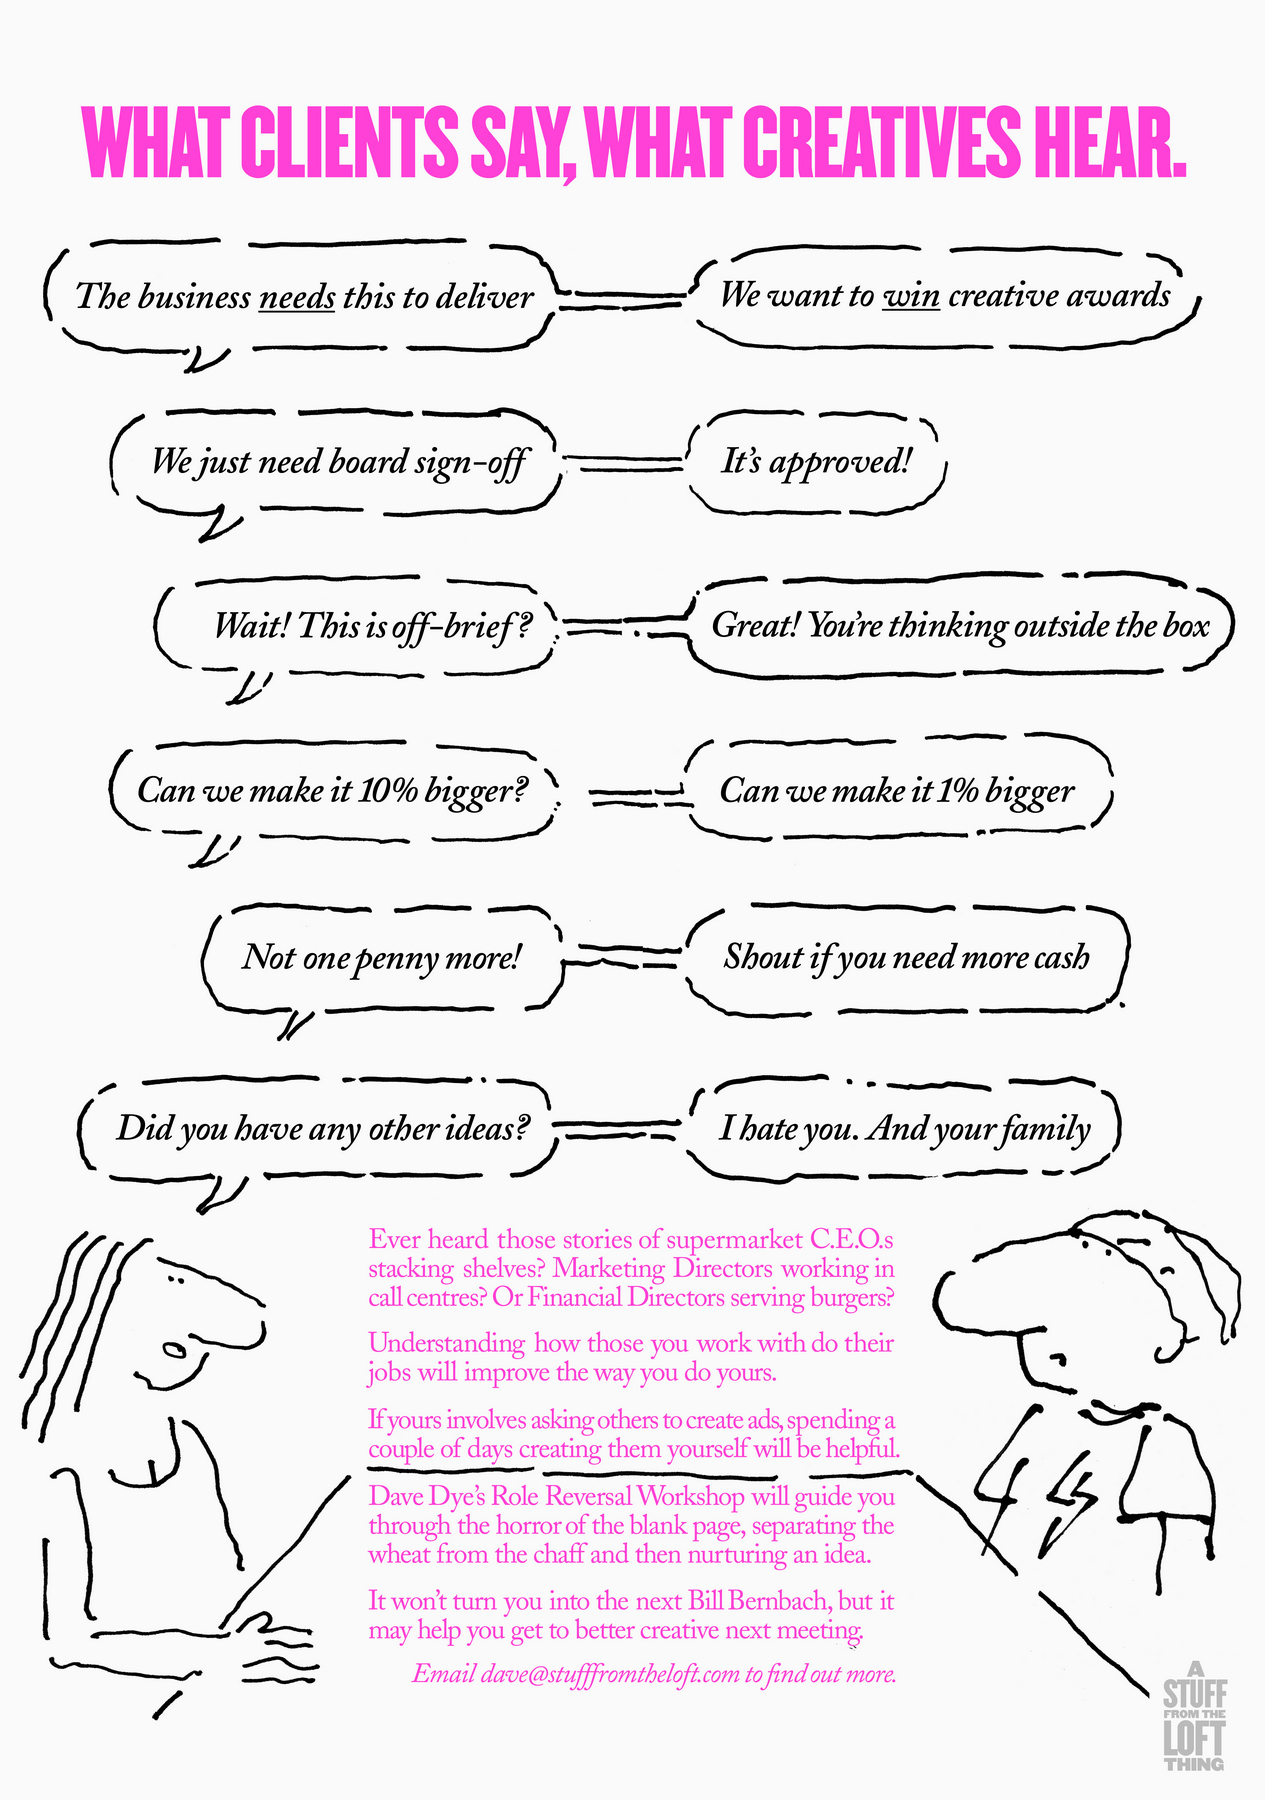 WHAT CLIENTS SAY, WHAT CREATIVES HEAR.
The business needs this to deliver
We want to win creative awards
We just need board sign-off
It's approved!
Wait! This is off-brief?
Great! You're thinking outside the box
Can we make it 10% bigger?
Can we make it 1% bigger
Not one penny more!
Shout if you need more cash
Did you have any other ideas?
I hate you. And your family
Ever heard those stories of supermarket C.E.O.s
stacking shelves? Marketing Directors working in
call centres? Or Financial Directors serving burgers?
Understanding how those you work with do their
jobs will improve the way you do yours.
If yours involves asking others to create ads, spending a
couple of days creating them yourself will be helpful.
Dave Dye's Role Reversal Workshop will guide you
through the horror of the blank page, separating the
wheat from the chaff and then nurturing an idea.
It won't turn you into the next Bill Bernbach, but it
may help you get to better creative next meeting.
Email dave@stufffromtheloft.com to find out more.
A
STUFF
FROM THE
LOFT
THING